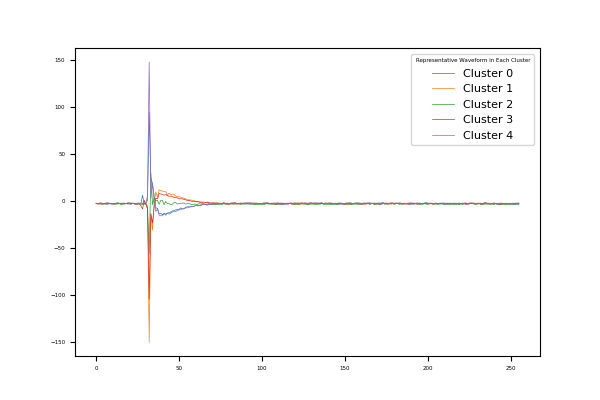 Representative Waveform in Each Cluster
Cluster 0
Cluster 1
Cluster 2
Cluster 3
Cluster 4
150
100
50
0
−50
−100
−150
0 50 100 150 200 250